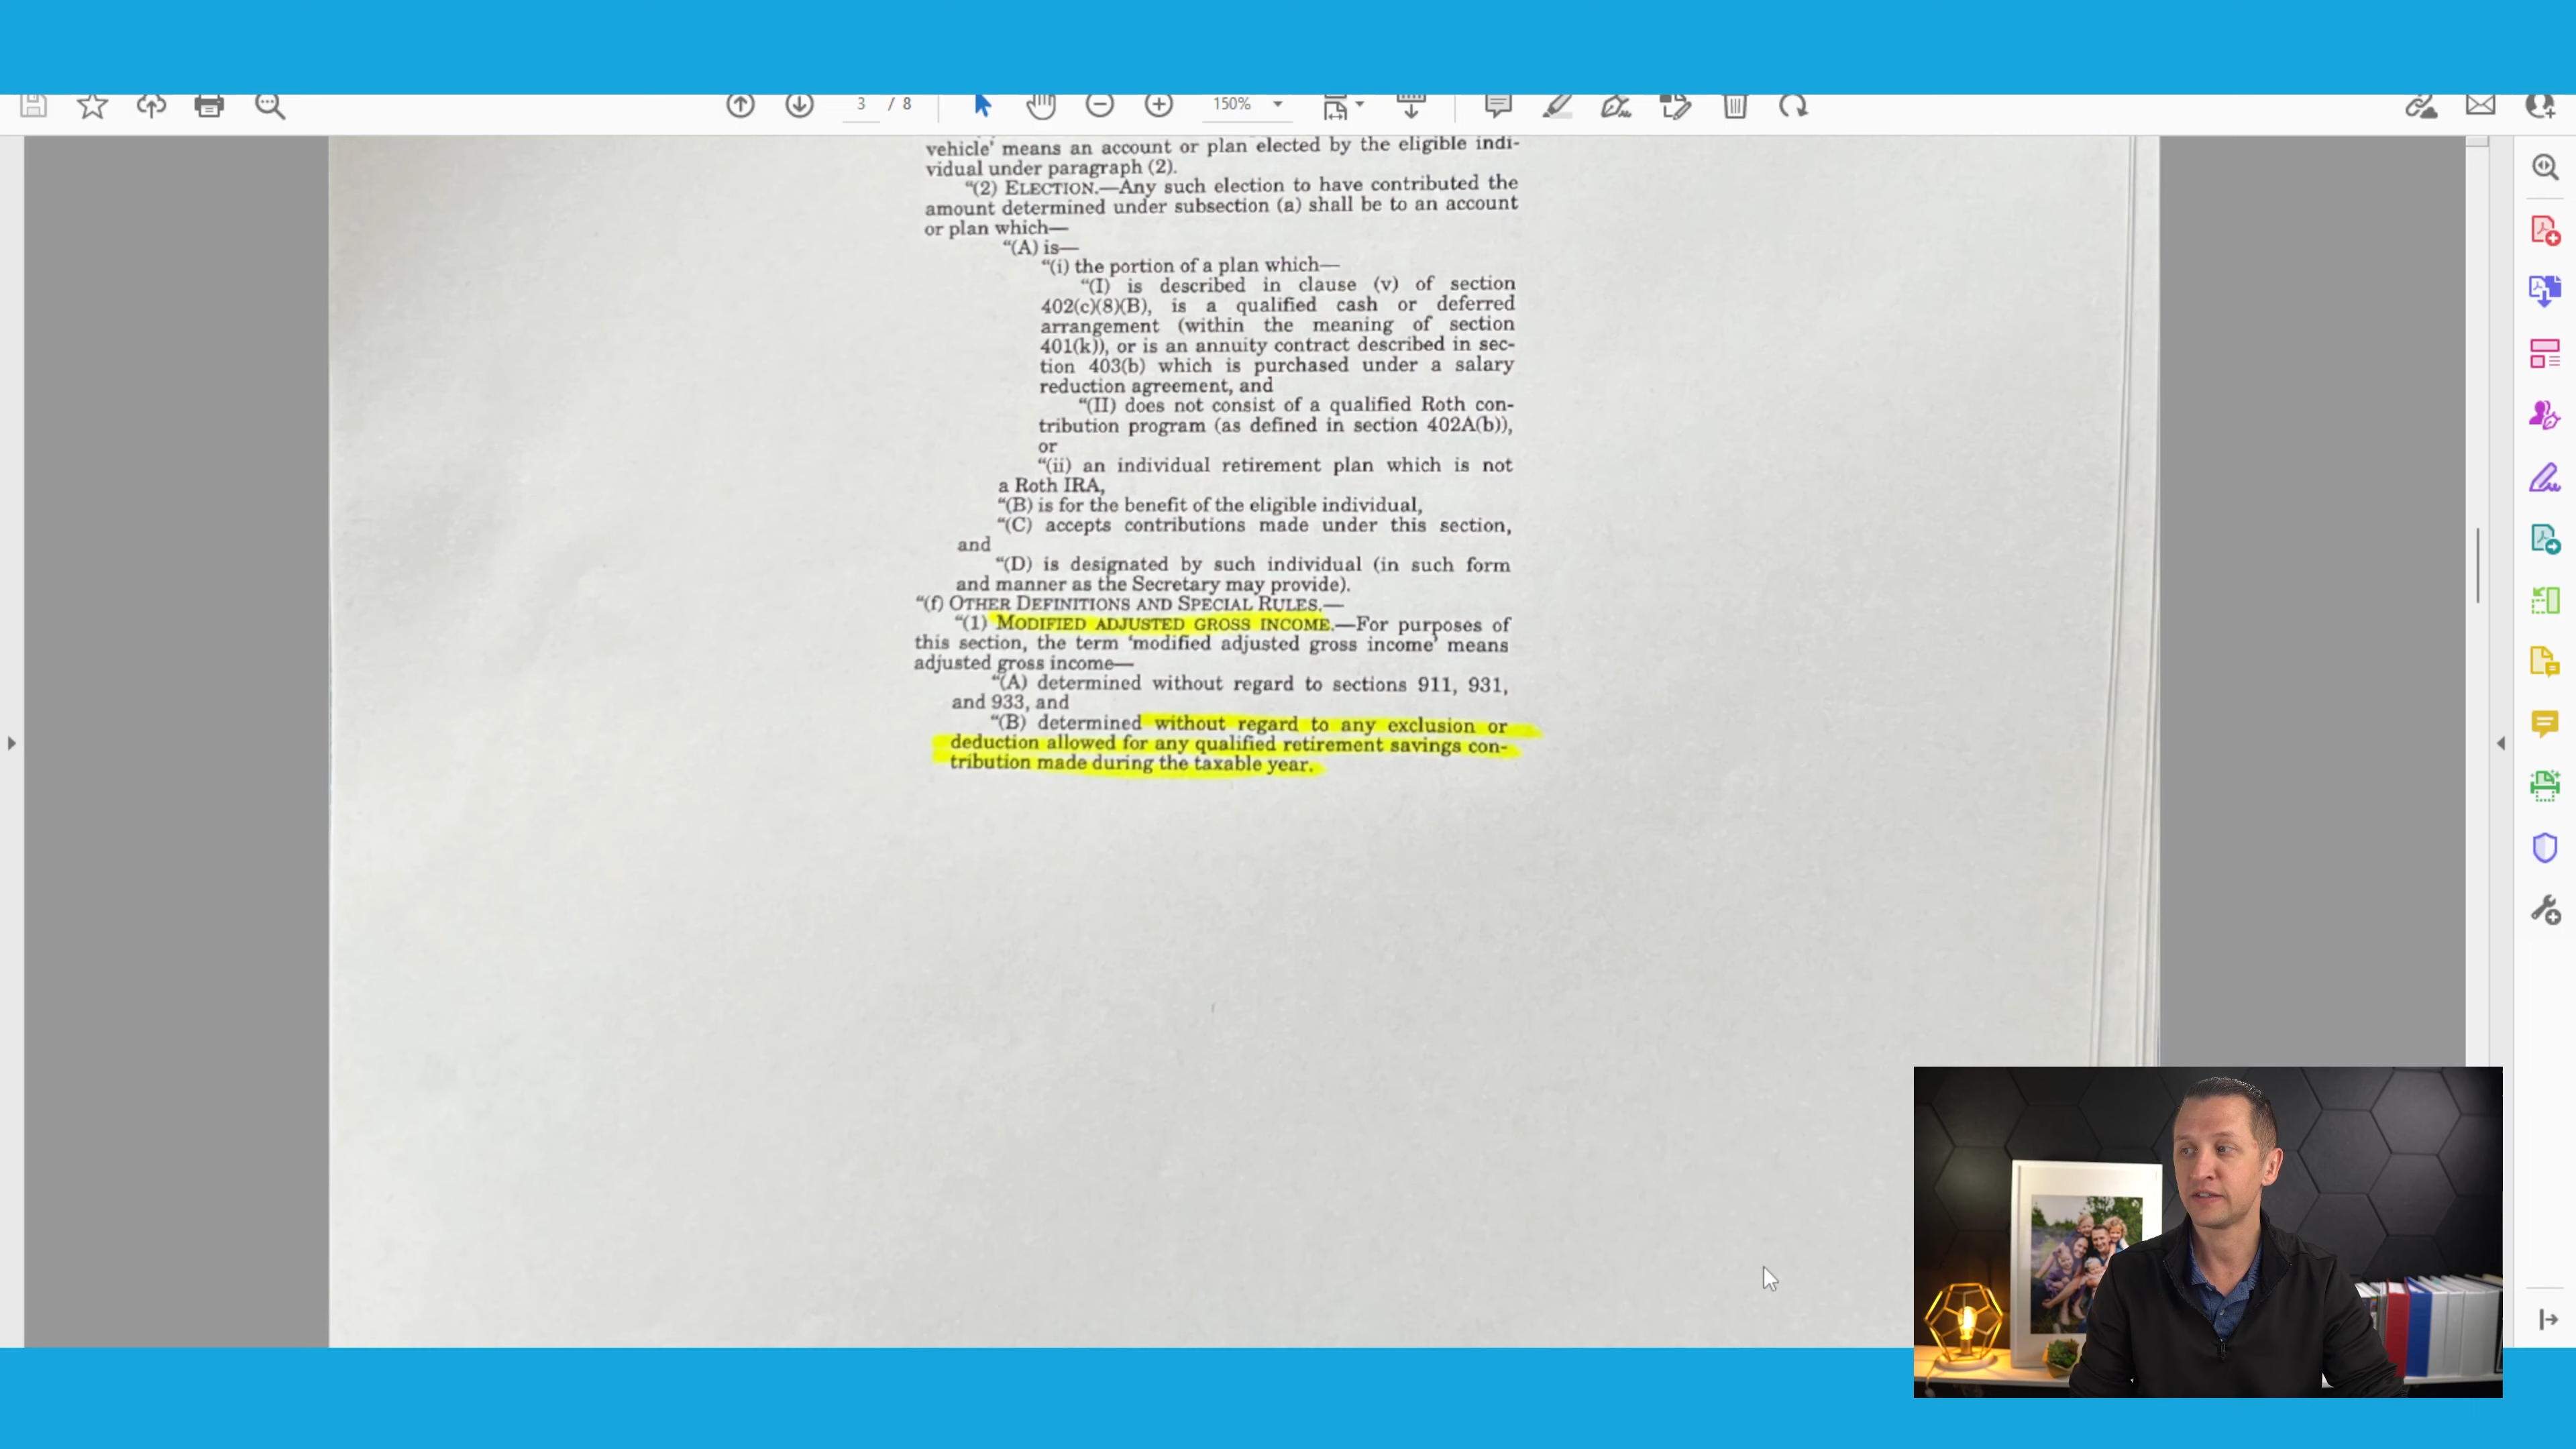 3 / 8
150%
vehicle' means an account or plan elected by the eligible indi-
vidual under paragraph (2).
"(2) ELECTION.—Any such election to have contributed the
amount determined under subsection (a) shall be to an account
or plan which—
"(A) is—
"(i) the portion of a plan which—
"(I) is described in clause (v) of section
402(c)(8)(B), is a qualified cash or deferred
arrangement (within the meaning of section
401(k)), or is an annuity contract described in sec-
tion 403(b) which is purchased under a salary
reduction agreement, and
"(II) does not consist of a qualified Roth con-
tribution program (as defined in section 402A(b)),
or
"(ii) an individual retirement plan which is not
a Roth IRA,
"(B) is for the benefit of the eligible individual,
"(C) accepts contributions made under this section,
and
"(D) is designated by such individual (in such form
and manner as the Secretary may provide).
"(f) OTHER DEFINITIONS AND SPECIAL RULES.—
"(1) MODIFIED ADJUSTED GROSS INCOME.—For purposes of
this section, the term 'modified adjusted gross income' means
adjusted gross income—
"(A) determined without regard to sections 911, 931,
and 933, and
"(B) determined without regard to any exclusion or
deduction allowed for any qualified retirement savings con-
tribution made during the taxable year.